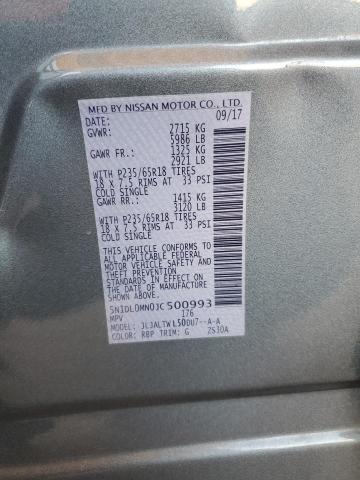 MFD BY NISSAN MOTOR CO., LTD.
DATE: 09/17
GVWR: 2715 KG
5986 LB
GAWR FR.: 1325 KG
2921 LB
WITH P235/65R18 TIRES
18 X 7.5 RIMS AT 33 PSI
COLD SINGLE
GAWR RR.: 1415 KG
3120 LB
WITH P235/65R18 TIRES
18 X 7.5 RIMS AT 33 PSI
COLD SINGLE
THIS VEHICLE CONFORMS TO
ALL APPLICABLE FEDERAL
MOTOR VEHICLE SAFETY AND
THEFT PREVENTION STANDARDS
IN EFFECT ON THE DATE OF
MANUFACTURE SHOWN ABOVE.
5N1DL0MN0JC500993
MPV 176
MODEL: JLJALTWL50UU7--A-A
COLOR: RBP TRIM: G 2S30A